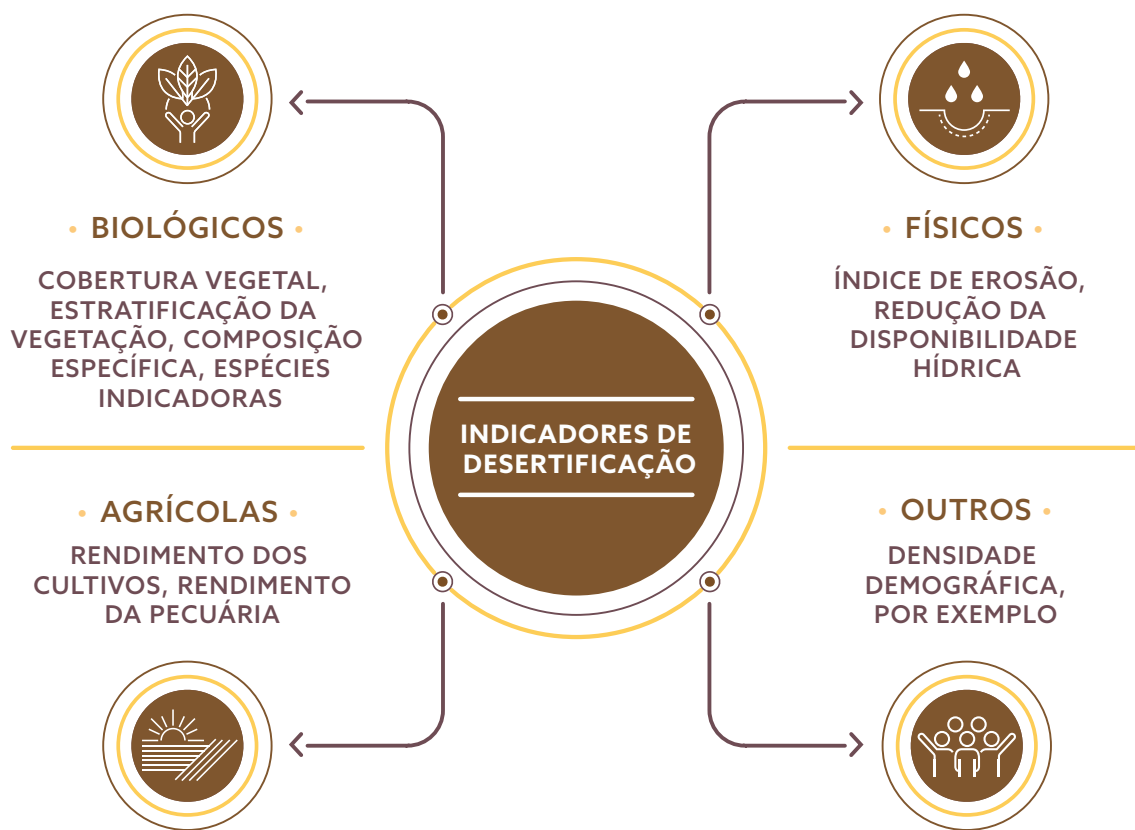 BIOLÓGICOS
COBERTURA VEGETAL,
ESTRATIFICAÇÃO DA
VEGETAÇÃO, COMPOSIÇÃO
ESPECÍFICA, ESPÉCIES
INDICADORAS
FÍSICOS
ÍNDICE DE EROSÃO,
REDUÇÃO DA
DISPONIBILIDADE
HÍDRICA
INDICADORES DE
DESERTIFICAÇÃO
AGRÍCOLAS
RENDIMENTO DOS
CULTIVOS, RENDIMENTO
DA PECUÁRIA
OUTROS
DENSIDADE
DEMOGRÁFICA,
POR EXEMPLO